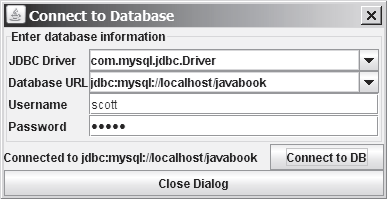 Connect to Database
Enter database information
JDBC Driver com.mysql.jdbc.Driver
Database URL jdbc:mysql://localhost/javabook
Username scott
Password •••••
Connected to jdbc:mysql://localhost/javabook Connect to DB
Close Dialog